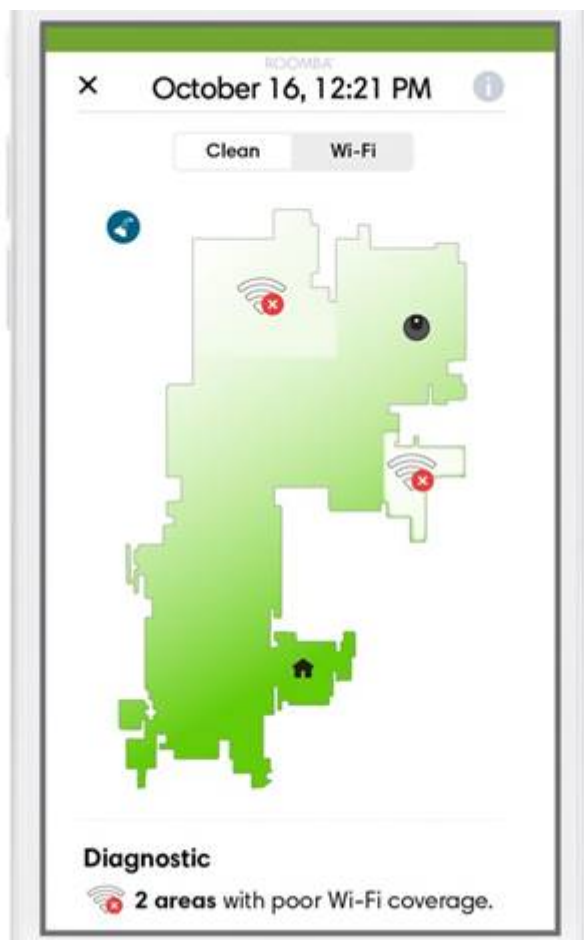 ROOMBA®
October 16, 12:21 PM
Clean
Wi-Fi
Diagnostic
2 areas with poor Wi-Fi coverage.